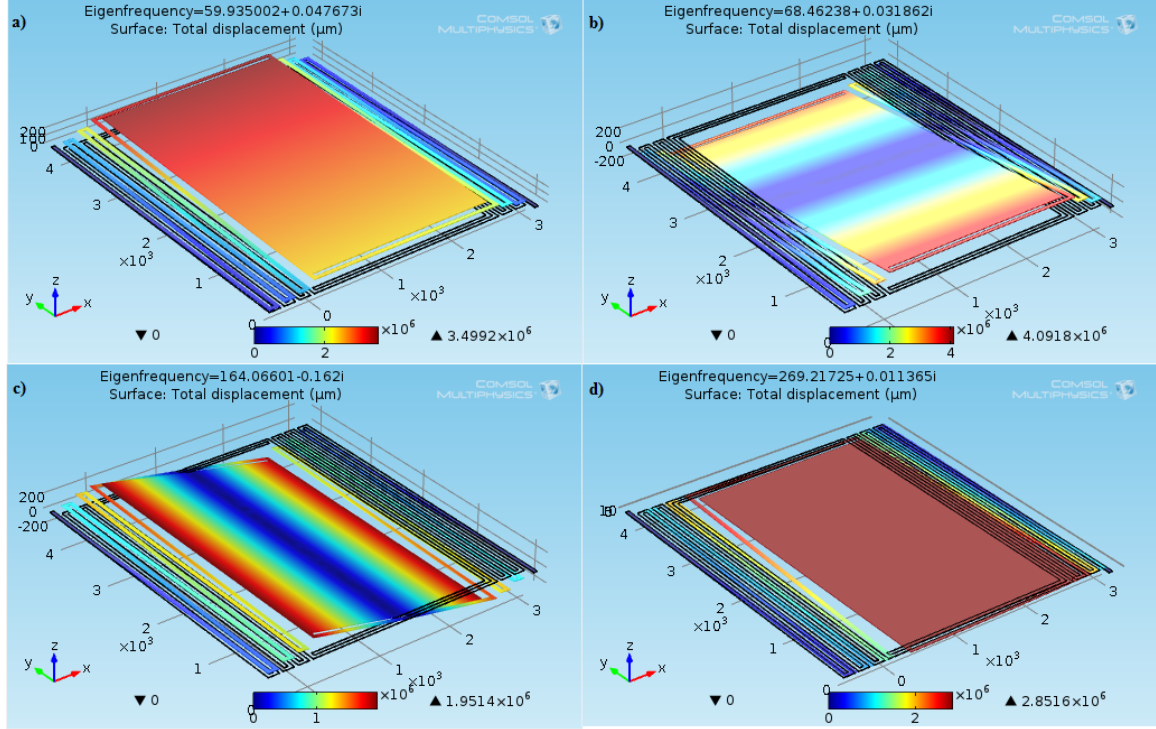 a)
Eigenfrequency=59.935002+0.047673i
Surface: Total displacement (µm)
COMSOL
MULTIPHYSICS
200
100
0
4
3
2
×10³
1
0
1
×10³
2
3
z
y
x
▼ 0
0
2
×10⁶
▲ 3.4992×10⁶
b)
Eigenfrequency=68.46238+0.031862i
Surface: Total displacement (µm)
COMSOL
MULTIPHYSICS
200
0
-200
4
3
2
×10³
1
0
1
×10³
2
3
z
y
x
▼ 0
0
2
4
×10⁶
▲ 4.0918×10⁶
c)
Eigenfrequency=164.06601-0.162i
Surface: Total displacement (µm)
COMSOL
MULTIPHYSICS
200
0
-200
4
3
2
×10³
1
0
1
×10³
2
3
z
y
x
▼ 0
0
1
×10⁶
▲ 1.9514×10⁶
d)
Eigenfrequency=269.21725+0.011365i
Surface: Total displacement (µm)
COMSOL
MULTIPHYSICS
4
3
2
×10³
1
0
1
×10³
2
3
z
y
x
▼ 0
0
2
×10⁶
▲ 2.8516×10⁶